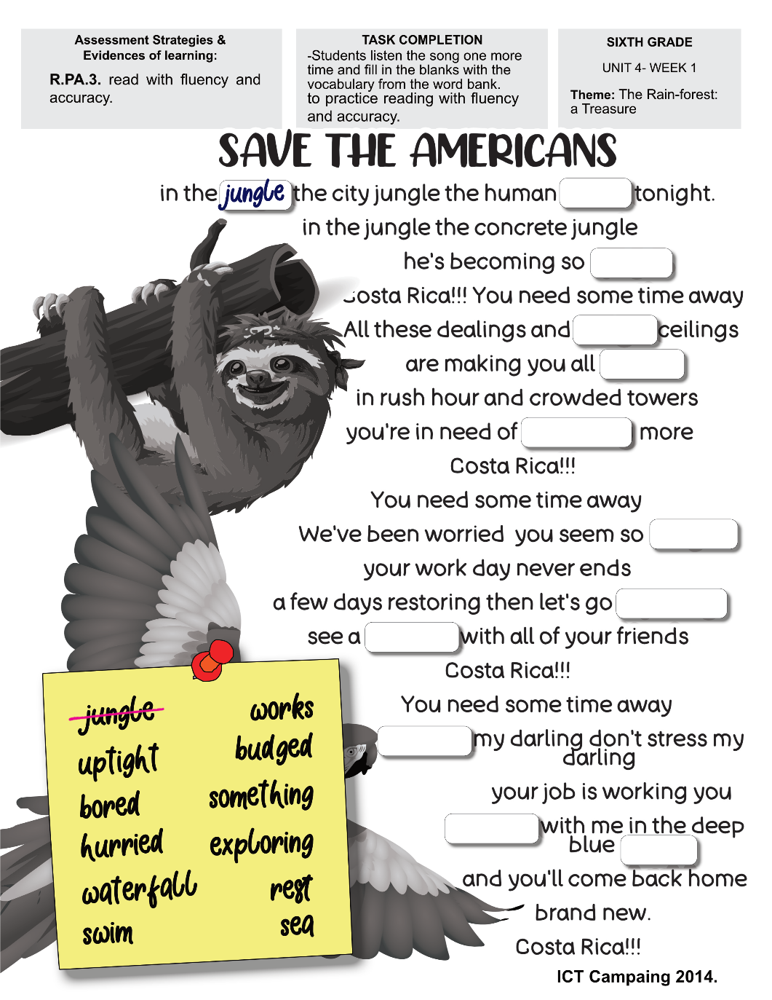 Assessment Strategies &
Evidences of learning:
R.PA.3. read with fluency and
accuracy.
TASK COMPLETION
-Students listen the song one more
time and fill in the blanks with the
vocabulary from the word bank.
to practice reading with fluency
and accuracy.
SIXTH GRADE
UNIT 4- WEEK 1
Theme: The Rain-forest:
a Treasure
SAVE THE AMERICANS
in the jungle the city jungle the human tonight.
in the jungle the concrete jungle
he's becoming so
Costa Rica!!! You need some time away
All these dealings and ceilings
are making you all
in rush hour and crowded towers
you're in need of more
Costa Rica!!!
You need some time away
We've been worried you seem so
your work day never ends
a few days restoring then let's go
see a with all of your friends
Costa Rica!!!
You need some time away
my darling don't stress my
darling
your job is working you
with me in the deep
blue
and you'll come back home
brand new.
Costa Rica!!!
jungle
uptight
bored
hurried
waterfall
swim
works
budged
something
exploring
rest
sea
ICT Campaing 2014.